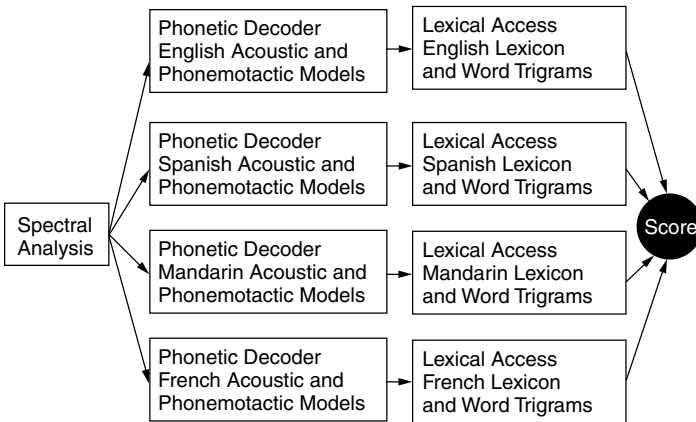 Spectral
Analysis
Phonetic Decoder
English Acoustic and
Phonemotactic Models
Lexical Access
English Lexicon
and Word Trigrams
Phonetic Decoder
Spanish Acoustic and
Phonemotactic Models
Lexical Access
Spanish Lexicon
and Word Trigrams
Phonetic Decoder
Mandarin Acoustic and
Phonemotactic Models
Lexical Access
Mandarin Lexicon
and Word Trigrams
Phonetic Decoder
French Acoustic and
Phonemotactic Models
Lexical Access
French Lexicon
and Word Trigrams
Score